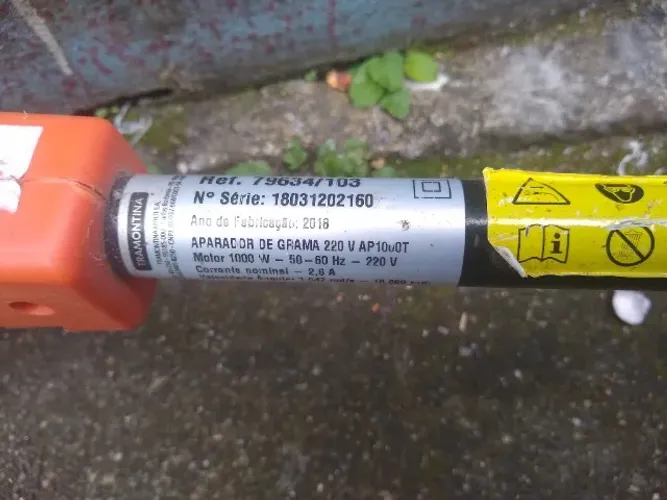 TRAMONTINA
Ref. 79634/103
Nº Série: 18031202160
Ano de Fabricação: 2018
APARADOR DE GRAMA 220 V AP1000T
Motor 1000 W - 50-60 Hz - 220 V
Corrente nominal - 2,6 A